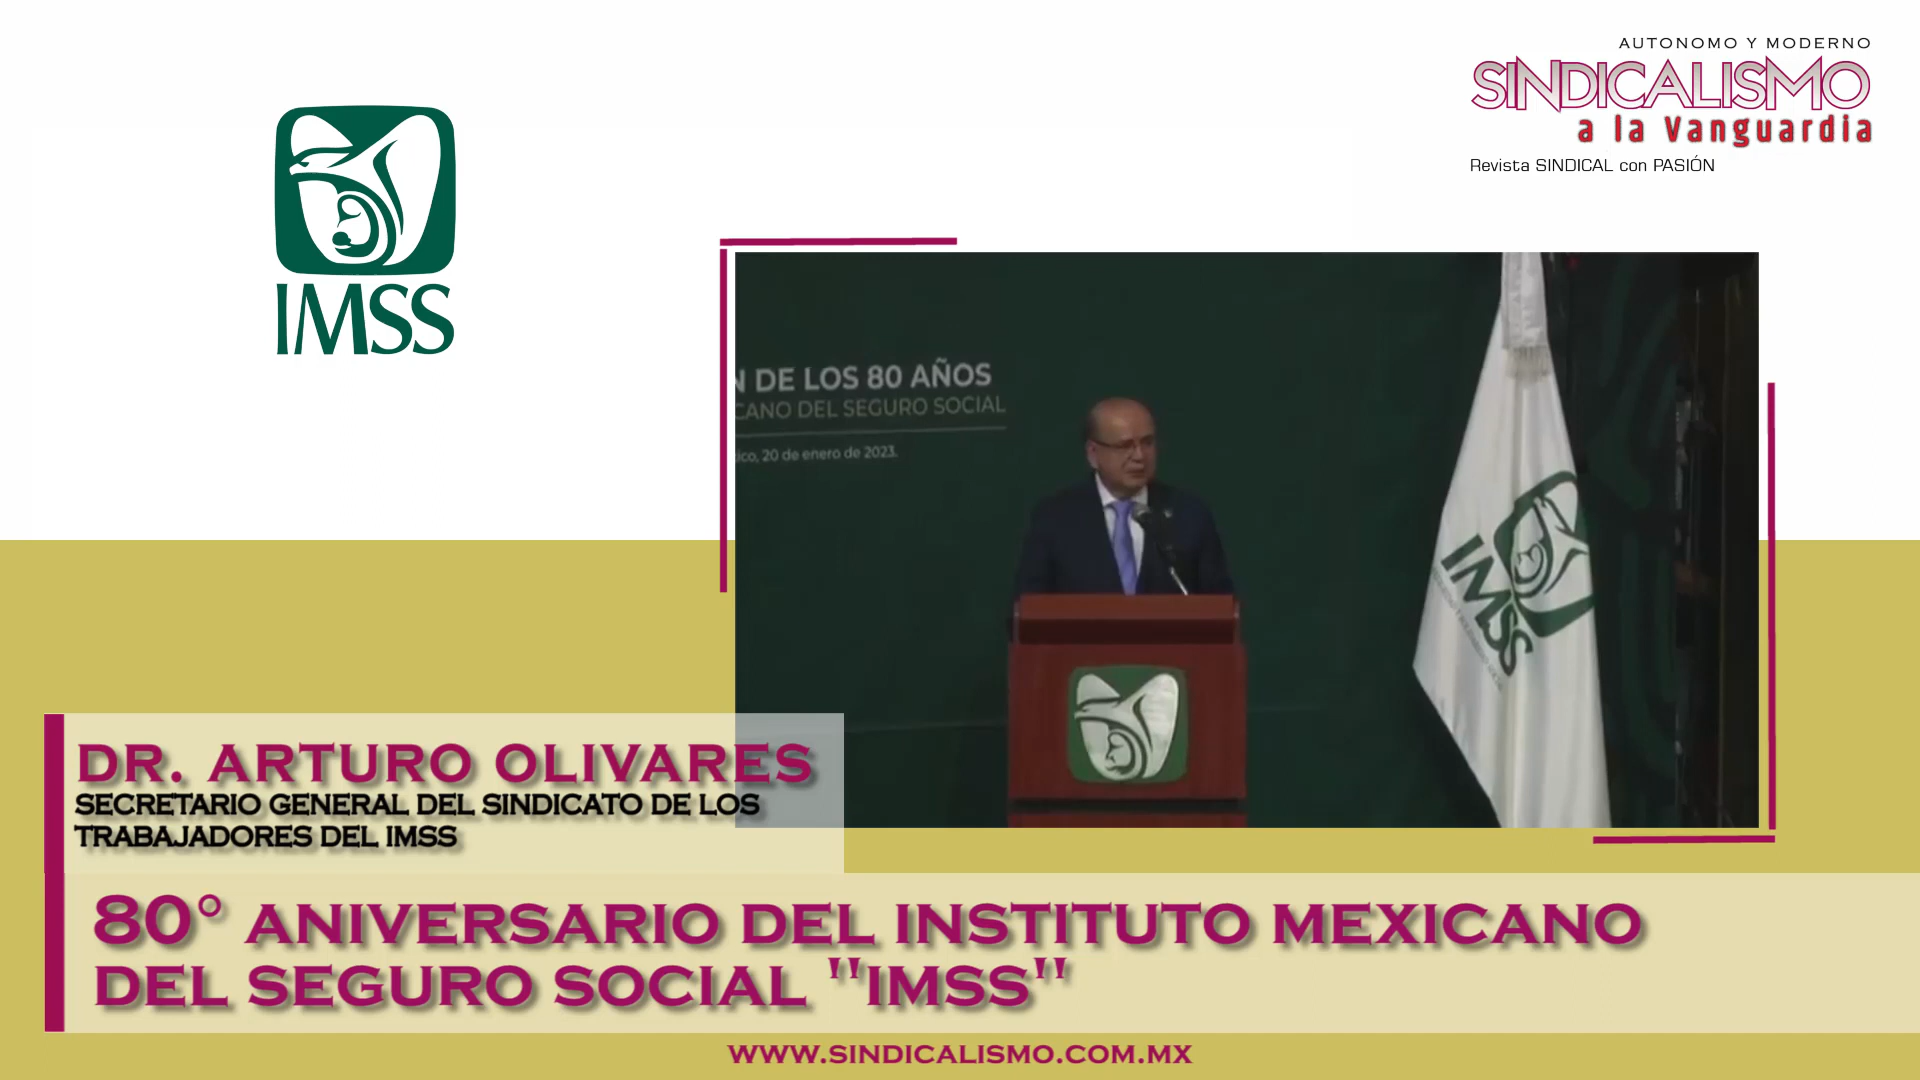 AUTONOMO Y MODERNO
SINDICALISMO
a la Vanguardia
Revista SINDICAL con PASIÓN
IMSS
N DE LOS 80 AÑOS
CANO DEL SEGURO SOCIAL
ico, 20 de enero de 2023.
IMSS
DR. ARTURO OLIVARES
SECRETARIO GENERAL DEL SINDICATO DE LOS
TRABAJADORES DEL IMSS
80° ANIVERSARIO DEL INSTITUTO MEXICANO
DEL SEGURO SOCIAL "IMSS"
WWW.SINDICALISMO.COM.MX